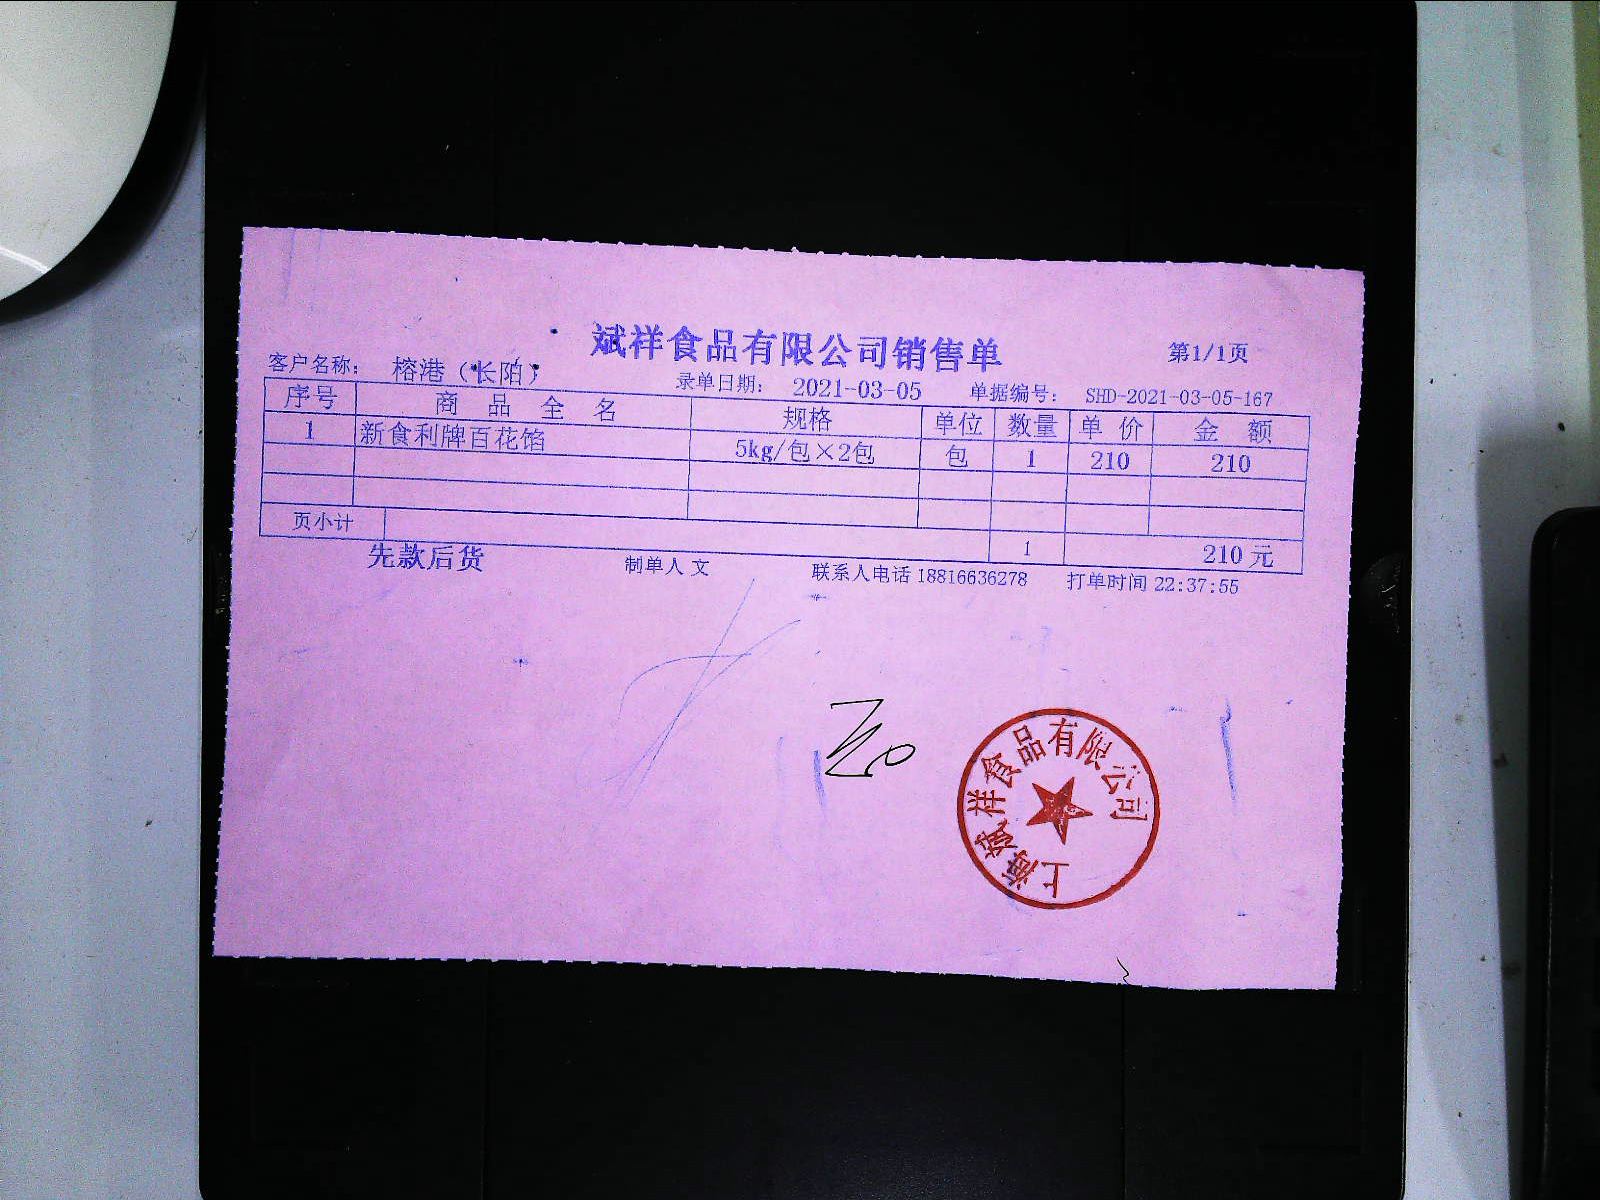 斌祥食品有限公司销售单
第1/1页
客户名称： 榕港（长阳） 录单日期： 2021-03-05 单据编号： SHD-2021-03-05-167
序号 商品全名 规格 单位 数量 单价 金额
1 新食利牌百花馅 5kg/包×2包 包 1 210 210
页小计 1 210元
先款后货 制单人 文 联系人电话 18816636278 打单时间 22:37:55
上海斌祥食品有限公司